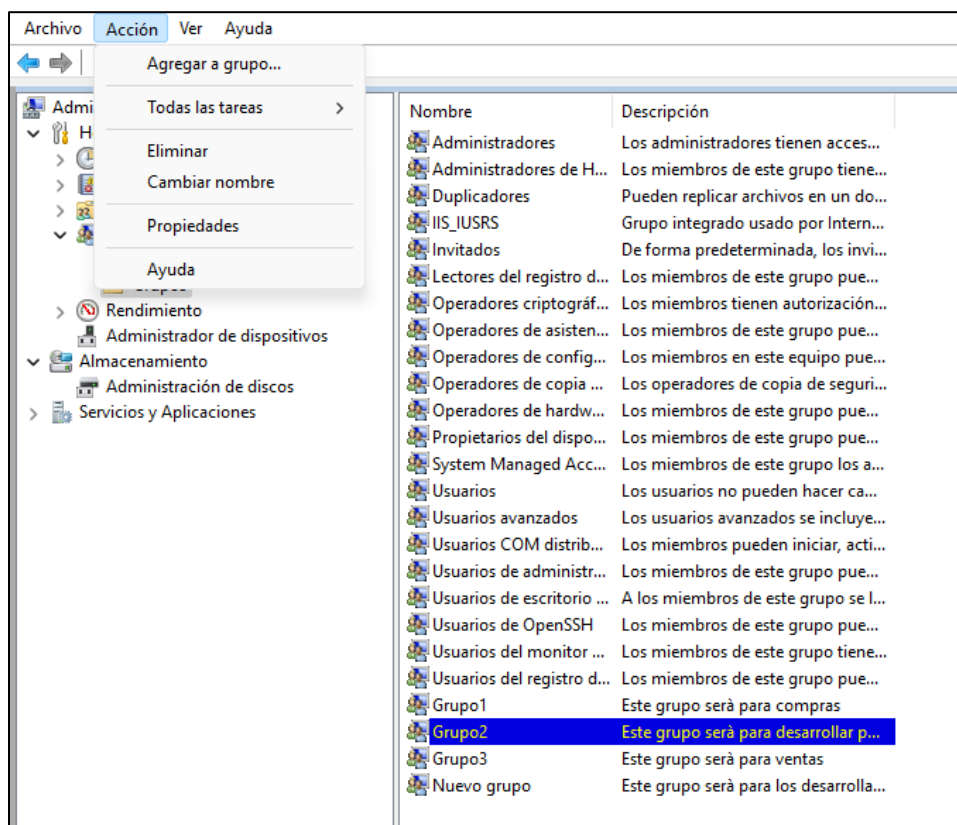 Archivo Acción Ver Ayuda
Agregar a grupo...
Todas las tareas
Eliminar
Cambiar nombre
Propiedades
Ayuda
Admi
H
Rendimiento
Administrador de dispositivos
Almacenamiento
Administración de discos
Servicios y Aplicaciones
Nombre Descripción
Administradores Los administradores tienen acces...
Administradores de H... Los miembros de este grupo tiene...
Duplicadores Pueden replicar archivos en un do...
IIS_IUSRS Grupo integrado usado por Intern...
Invitados De forma predeterminada, los invi...
Lectores del registro d... Los miembros de este grupo pue...
Operadores criptográf... Los miembros tienen autorización...
Operadores de asisten... Los miembros de este grupo pue...
Operadores de config... Los miembros en este equipo pue...
Operadores de copia ... Los operadores de copia de seguri...
Operadores de hardw... Los miembros de este grupo pue...
Propietarios del dispo... Los miembros de este grupo pue...
System Managed Acc... Los miembros de este grupo los a...
Usuarios Los usuarios no pueden hacer ca...
Usuarios avanzados Los usuarios avanzados se incluye...
Usuarios COM distrib... Los miembros pueden iniciar, acti...
Usuarios de administr... Los miembros de este grupo pue...
Usuarios de escritorio ... A los miembros de este grupo se l...
Usuarios de OpenSSH Los miembros de este grupo pue...
Usuarios del monitor ... Los miembros de este grupo tiene...
Usuarios del registro d... Los miembros de este grupo pue...
Grupo1 Este grupo serà para compras
Grupo2 Este grupo serà para desarrollar p...
Grupo3 Este grupo serà para ventas
Nuevo grupo Este grupo serà para los desarrolla...